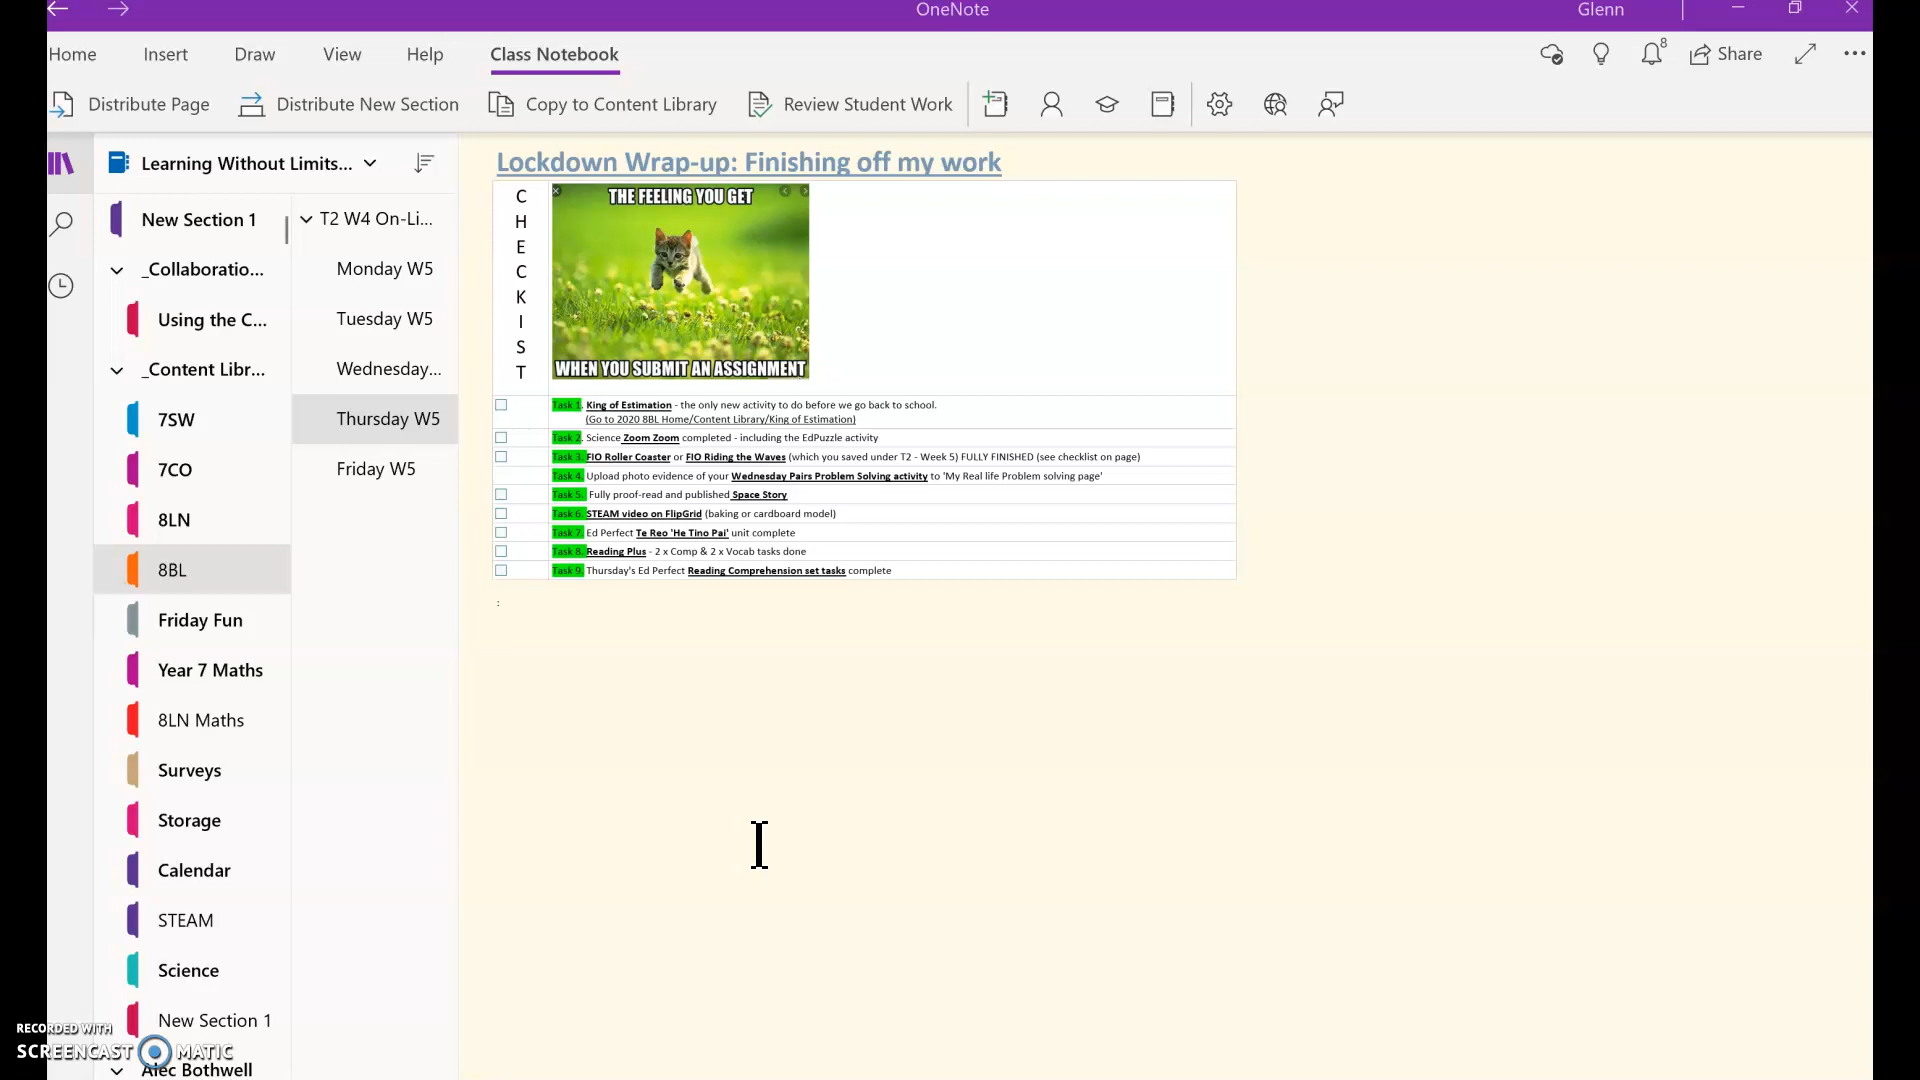 OneNote
Glenn
Home
Insert
Draw
View
Help
Class Notebook
8
Share
Distribute Page
Distribute New Section
Copy to Content Library
Review Student Work
Learning Without Limits...
New Section 1
_Collaboratio...
Using the C...
_Content Libr...
7SW
7CO
8LN
8BL
Friday Fun
Year 7 Maths
8LN Maths
Surveys
Storage
Calendar
STEAM
Science
New Section 1
Alec Bothwell
T2 W4 On-Li...
Monday W5
Tuesday W5
Wednesday...
Thursday W5
Friday W5
Lockdown Wrap-up: Finishing off my work
C
H
E
C
K
I
S
T
THE FEELING YOU GET
WHEN YOU SUBMIT AN ASSIGNMENT
Task 1. King of Estimation - the only new activity to do before we go back to school.
(Go to 2020 8BL Home/Content Library/King of Estimation)
Task 2. Science Zoom Zoom completed - including the EdPuzzle activity
Task 3. FIO Roller Coaster or FIO Riding the Waves (which you saved under T2 - Week 5) FULLY FINISHED (see checklist on page)
Task 4. Upload photo evidence of your Wednesday Pairs Problem Solving activity to 'My Real life Problem solving page'
Task 5. Fully proof-read and published Space Story
Task 6. STEAM video on FlipGrid (baking or cardboard model)
Task 7. Ed Perfect Te Reo 'He Tino Pai' unit complete
Task 8. Reading Plus - 2 x Comp & 2 x Vocab tasks done
Task 9. Thursday's Ed Perfect Reading Comprehension set tasks complete
:
RECORDED WITH
SCREENCAST MATIC